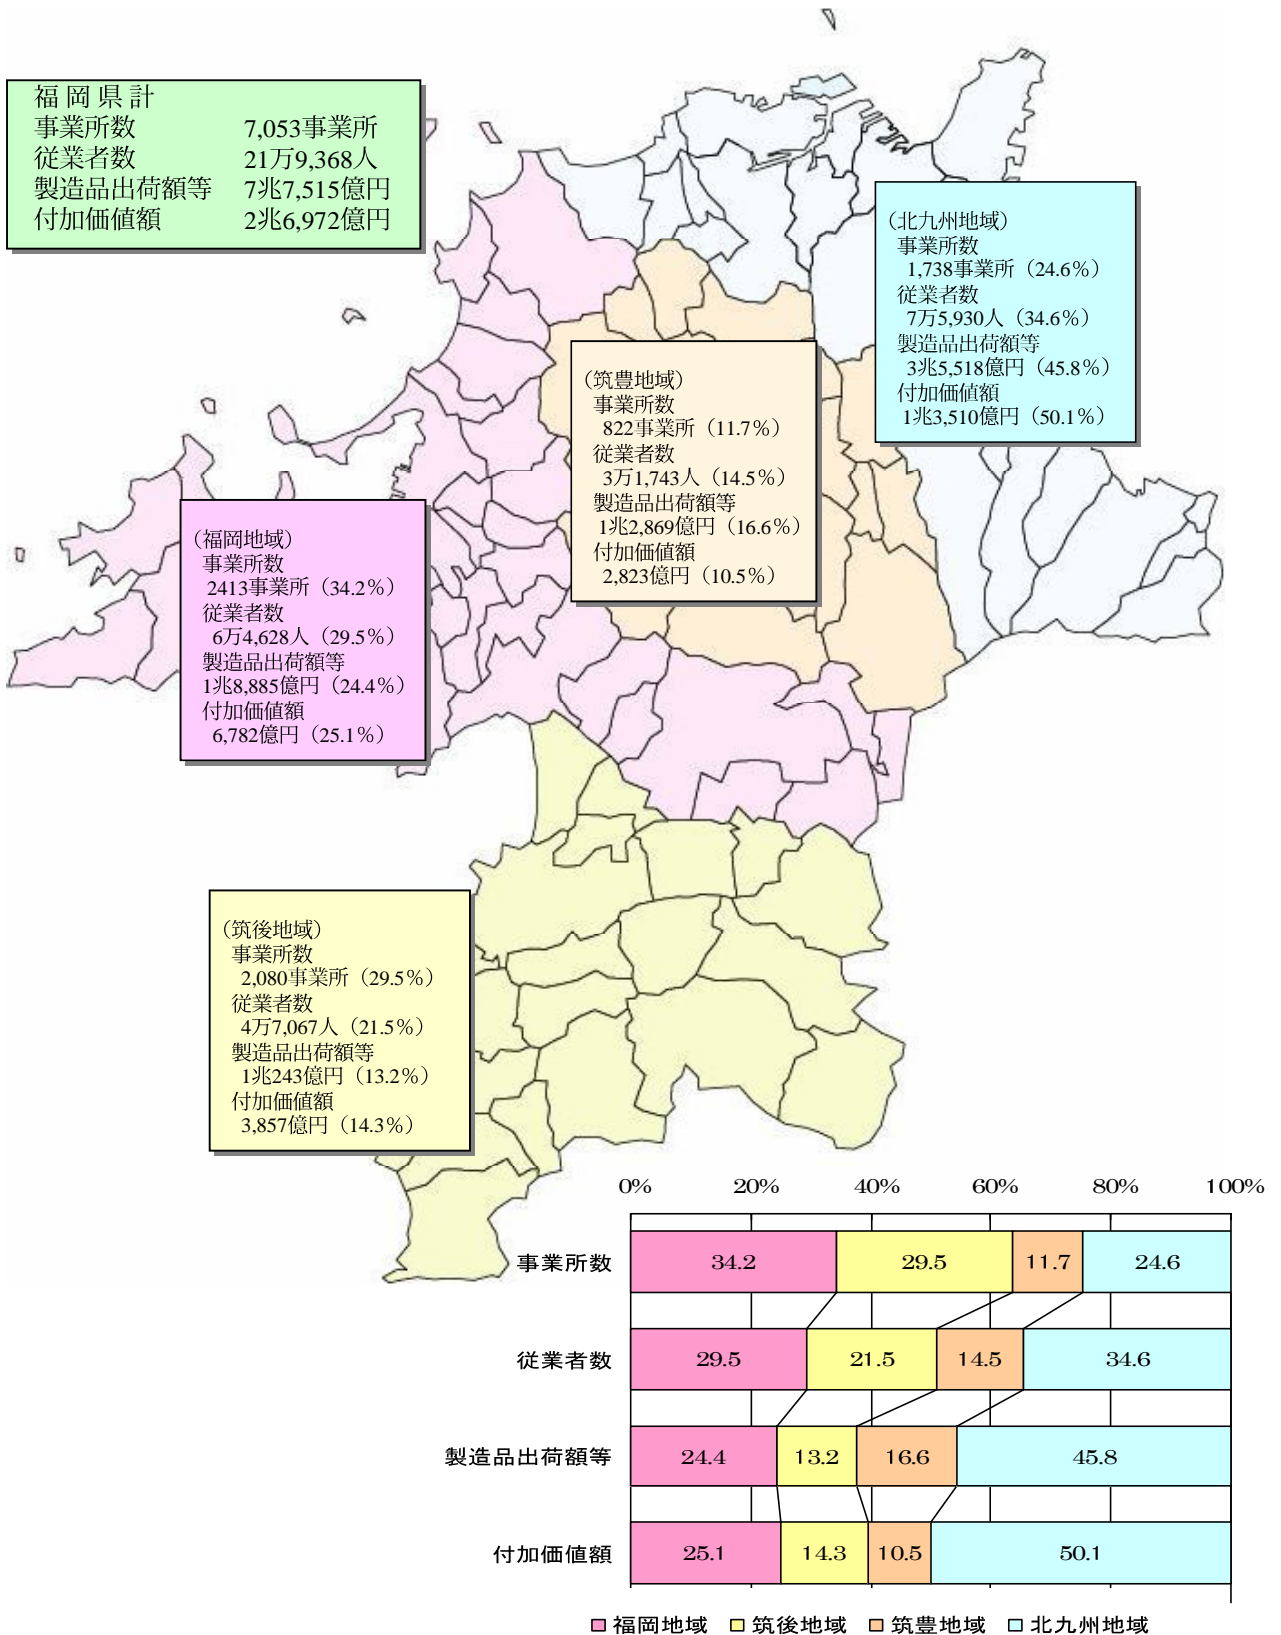 福岡県計
事業所数 7,053事業所
従業者数 21万9,368人
製造品出荷額等 7兆7,515億円
付加価値額 2兆6,972億円
（北九州地域）
事業所数
1,738事業所（24.6％）
従業者数
7万5,930人（34.6％）
製造品出荷額等
3兆5,518億円（45.8％）
付加価値額
1兆3,510億円（50.1％）
（筑豊地域）
事業所数
822事業所（11.7％）
従業者数
3万1,743人（14.5％）
製造品出荷額等
1兆2,869億円（16.6％）
付加価値額
2,823億円（10.5％）
（福岡地域）
事業所数
2413事業所（34.2％）
従業者数
6万4,628人（29.5％）
製造品出荷額等
1兆8,885億円（24.4％）
付加価値額
6,782億円（25.1％）
（筑後地域）
事業所数
2,080事業所（29.5％）
従業者数
4万7,067人（21.5％）
製造品出荷額等
1兆243億円（13.2％）
付加価値額
3,857億円（14.3％）
0% 20% 40% 60% 80% 100%
事業所数 34.2 29.5 11.7 24.6
従業者数 29.5 21.5 14.5 34.6
製造品出荷額等 24.4 13.2 16.6 45.8
付加価値額 25.1 14.3 10.5 50.1
福岡地域 筑後地域 筑豊地域 北九州地域